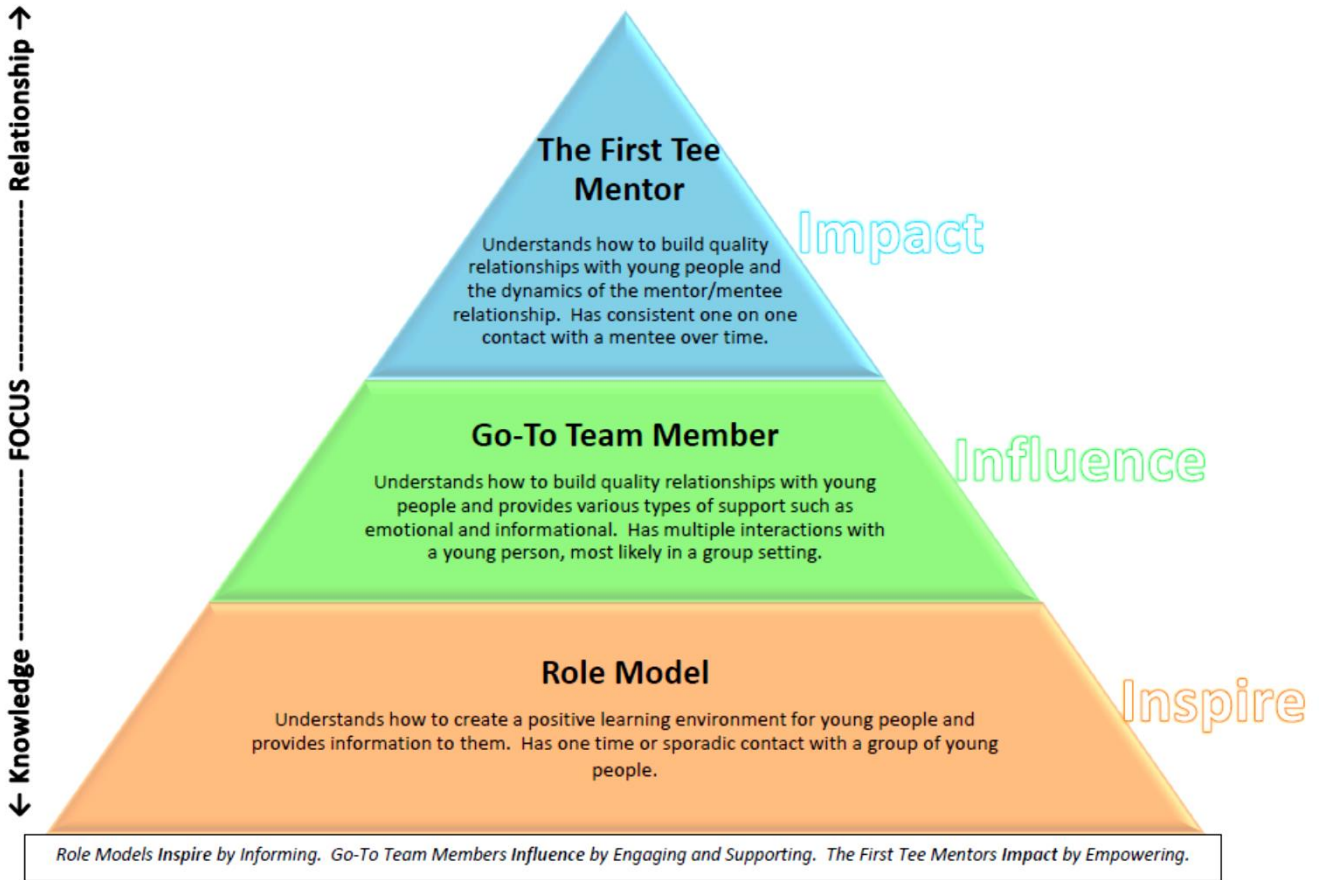 ← Knowledge ------------- FOCUS ------------- Relationship →
The First Tee
Mentor
Understands how to build quality
relationships with young people and
the dynamics of the mentor/mentee
relationship.  Has consistent one on one
contact with a mentee over time.
Impact
Go-To Team Member
Understands how to build quality relationships with young
people and provides various types of support such as
emotional and informational.  Has multiple interactions with
a young person, most likely in a group setting.
Influence
Role Model
Understands how to create a positive learning environment for young people and
provides information to them.  Has one time or sporadic contact with a group of young
people.
Inspire
Role Models Inspire by Informing.  Go-To Team Members Influence by Engaging and Supporting.  The First Tee Mentors Impact by Empowering.